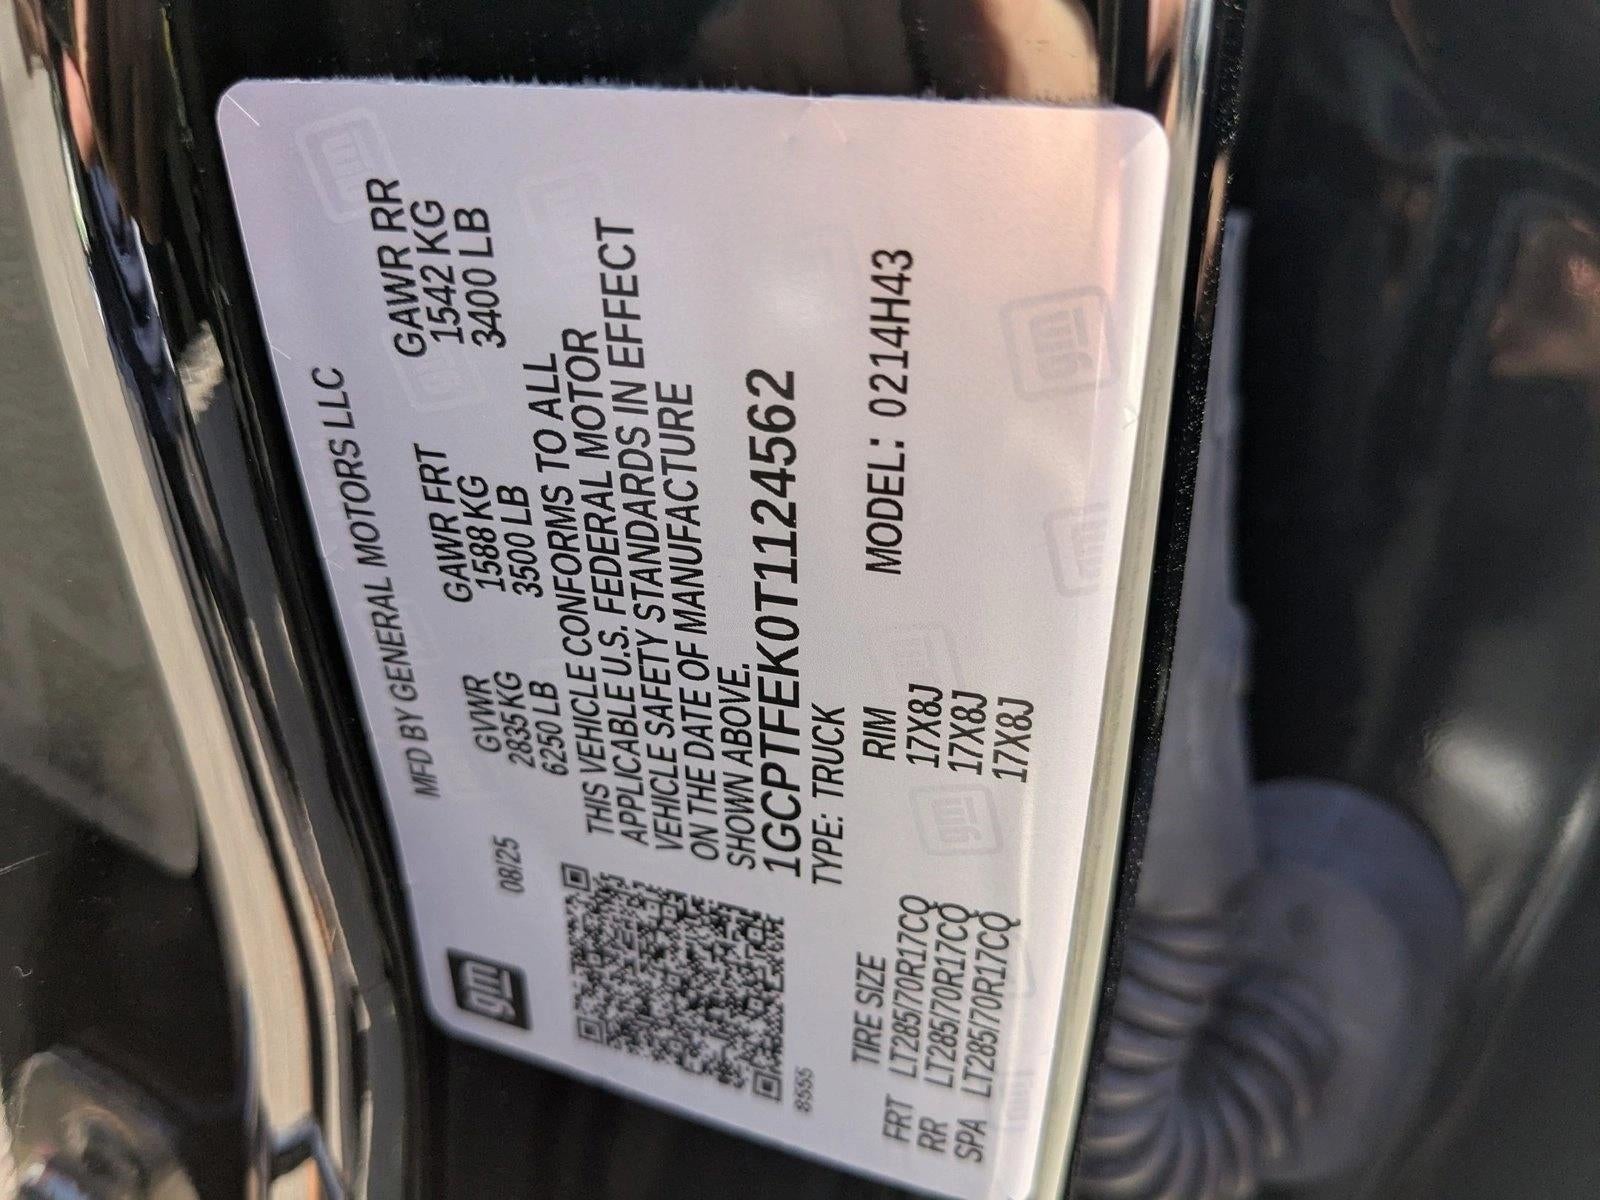 gm
MFD BY GENERAL MOTORS LLC
08/25
GVWR GAWR FRT GAWR RR
2835 KG 1588 KG 1542 KG
6250 LB 3500 LB 3400 LB
THIS VEHICLE CONFORMS TO ALL
APPLICABLE U.S. FEDERAL MOTOR
VEHICLE SAFETY STANDARDS IN EFFECT
ON THE DATE OF MANUFACTURE
SHOWN ABOVE.
1GCPTFEK0T1124562
8555
TYPE: TRUCK MODEL: 0214H43
TIRE SIZE RIM
FRT LT285/70R17CQ 17X8J
RR LT285/70R17CQ 17X8J
SPA LT285/70R17CQ 17X8J